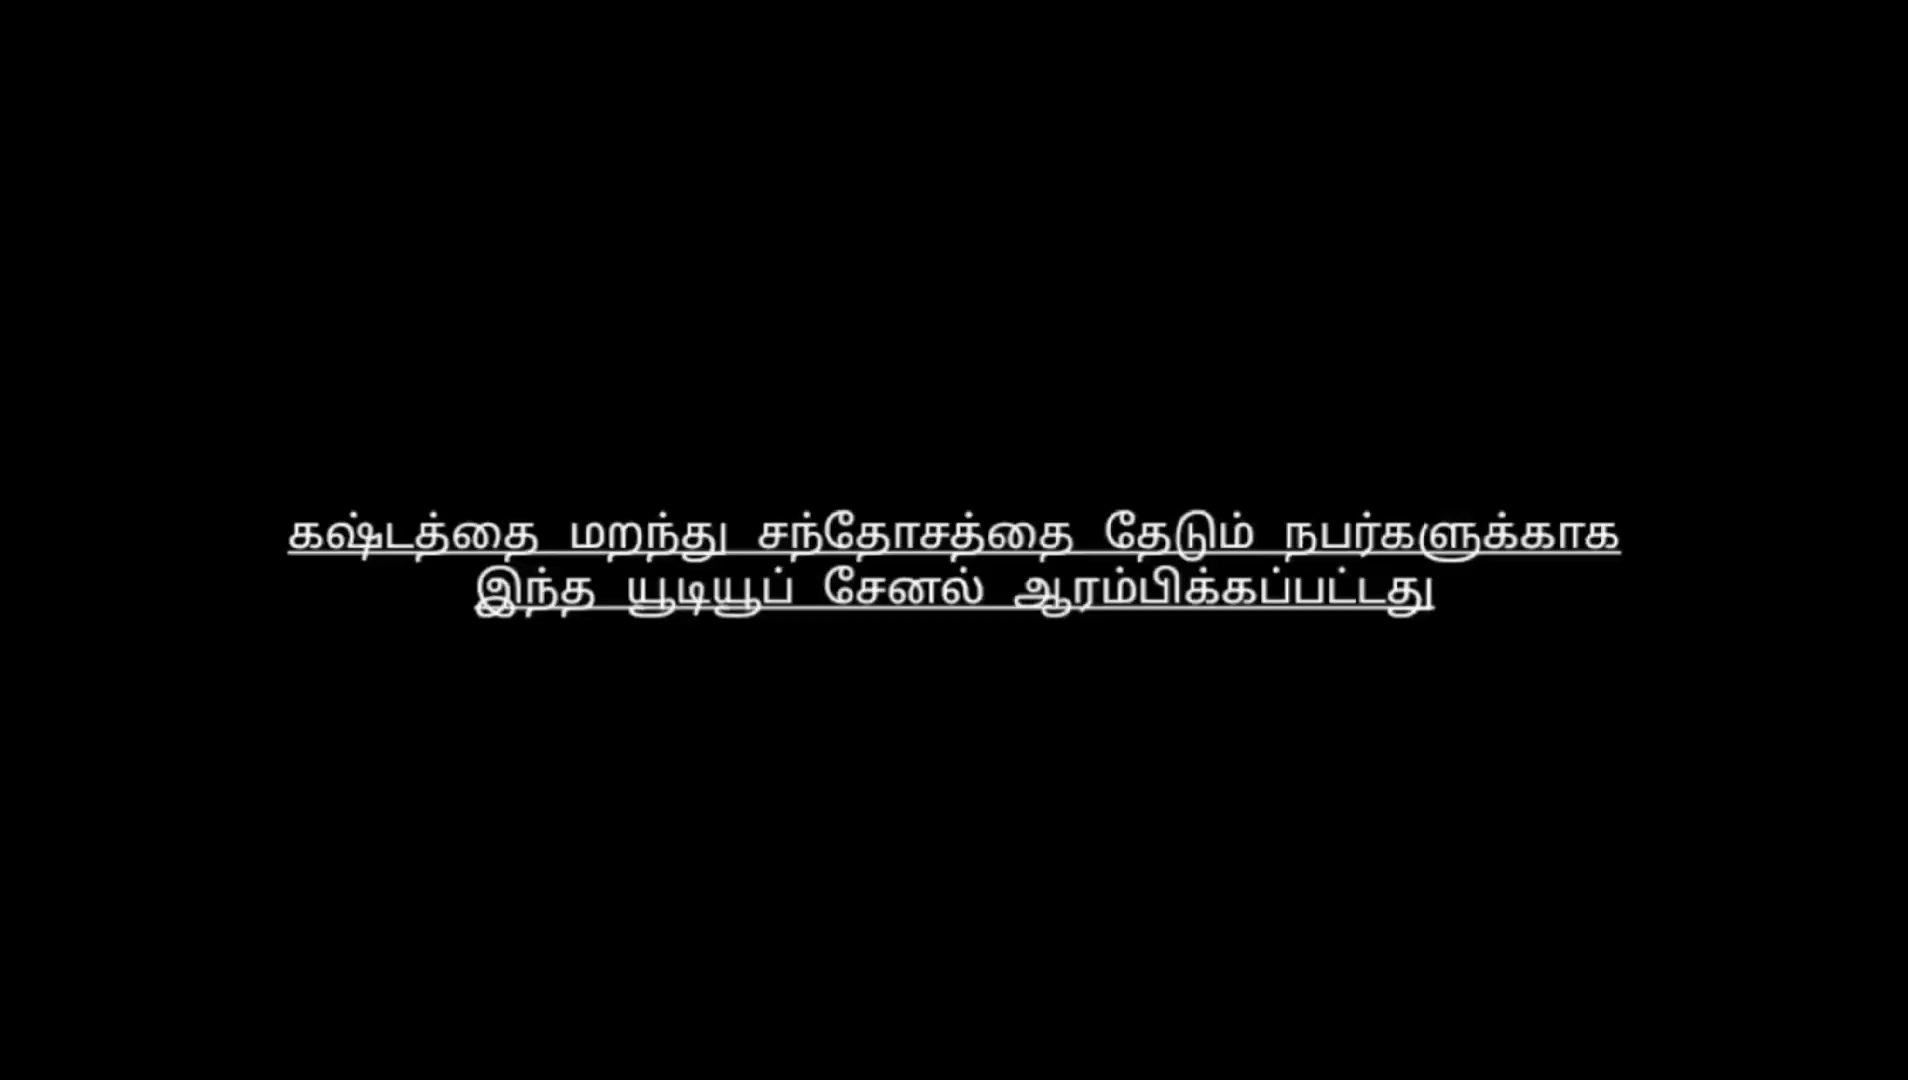 கஷ்டத்தை மறந்து சந்தோசத்தை தேடும் நபர்களுக்காக
இந்த யூடியூப் சேனல் ஆரம்பிக்கப்பட்டது